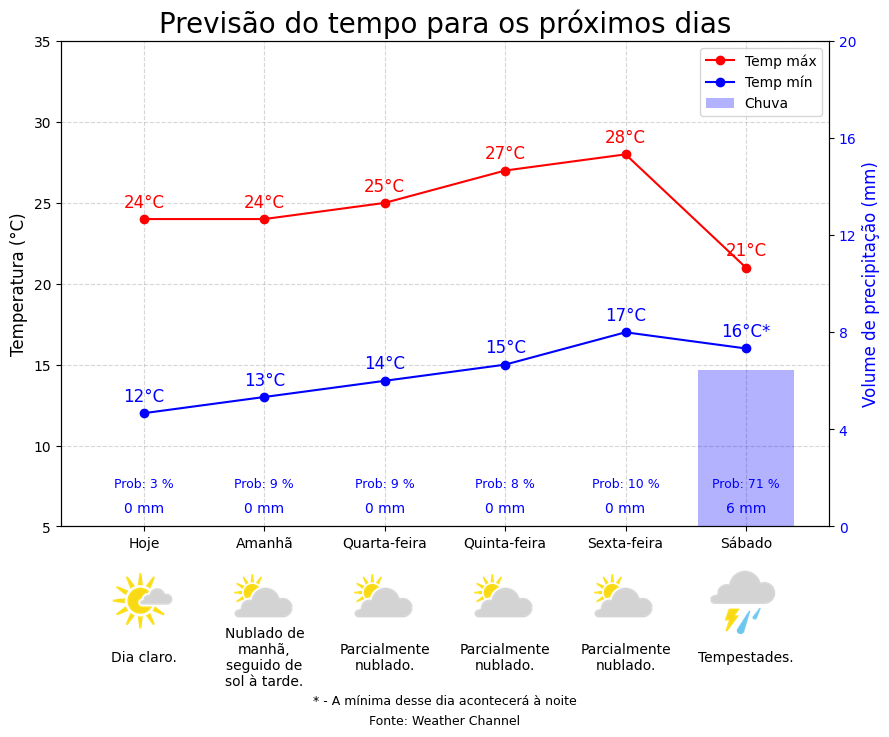 Previsão do tempo para os próximos dias
Temp máx
Temp mín
Chuva
Temperatura (°C)
Volume de precipitação (mm)
35
30
25
20
15
10
5
20
16
12
8
4
0
24°C
24°C
25°C
27°C
28°C
21°C
12°C
13°C
14°C
15°C
17°C
16°C*
Prob: 3 %
Prob: 9 %
Prob: 9 %
Prob: 8 %
Prob: 10 %
Prob: 71 %
0 mm
0 mm
0 mm
0 mm
0 mm
6 mm
Hoje
Amanhã
Quarta-feira
Quinta-feira
Sexta-feira
Sábado
Dia claro.
Nublado de
manhã,
seguido de
sol à tarde.
Parcialmente
nublado.
Parcialmente
nublado.
Parcialmente
nublado.
Tempestades.
* - A mínima desse dia acontecerá à noite
Fonte: Weather Channel